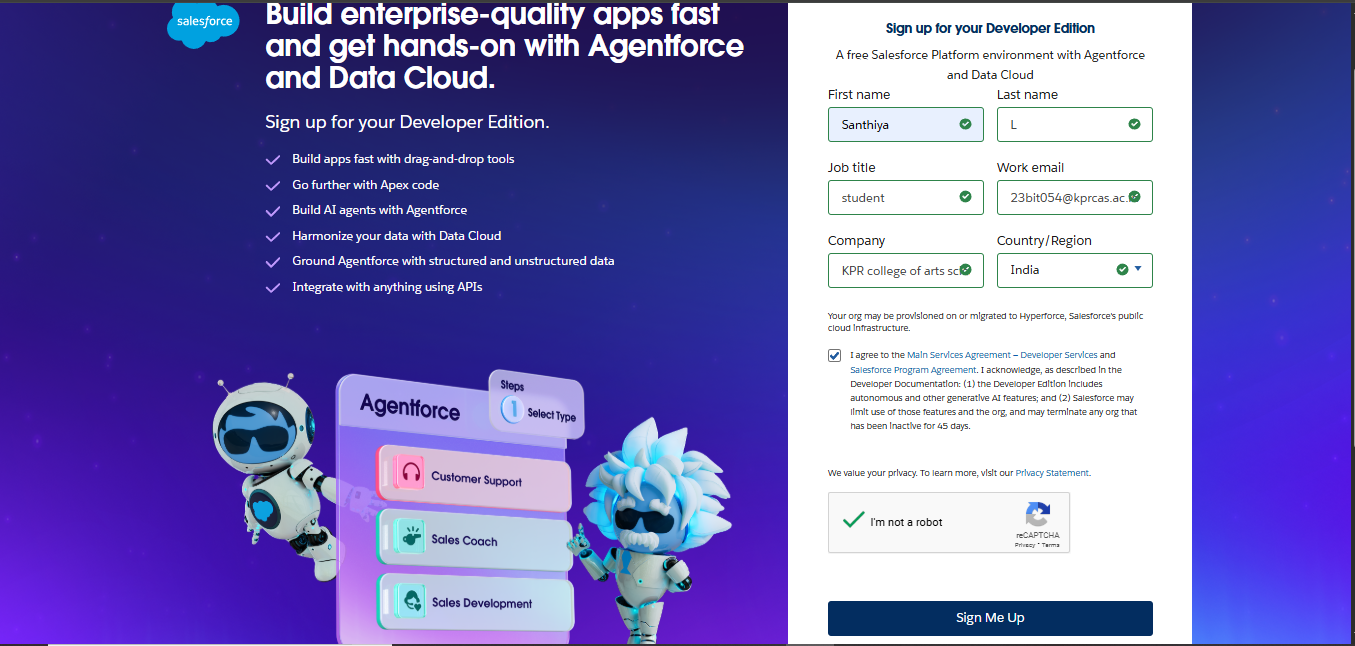 salesforce
Build enterprise-quality apps fast
and get hands-on with Agentforce
and Data Cloud.
Sign up for your Developer Edition.
Build apps fast with drag-and-drop tools
Go further with Apex code
Build AI agents with Agentforce
Harmonize your data with Data Cloud
Ground Agentforce with structured and unstructured data
Integrate with anything using APIs
Agentforce
Steps
1 Select Type
Customer Support
Sales Coach
Sales Development
Sign up for your Developer Edition
A free Salesforce Platform environment with Agentforce
and Data Cloud
First name Last name
Santhiya L
Job title Work email
student 23bit054@kprcas.ac.
Company Country/Region
KPR college of arts sc India
Your org may be provisioned on or migrated to Hyperforce, Salesforce's public
cloud infrastructure.
I agree to the Main Services Agreement – Developer Services and
Salesforce Program Agreement. I acknowledge, as described in the
Developer Documentation: (1) the Developer Edition includes
autonomous and other generative AI features; and (2) Salesforce may
limit use of those features and the org, and may terminate any org that
has been inactive for 45 days.
We value your privacy. To learn more, visit our Privacy Statement.
I'm not a robot
reCAPTCHA
Privacy - Terms
Sign Me Up